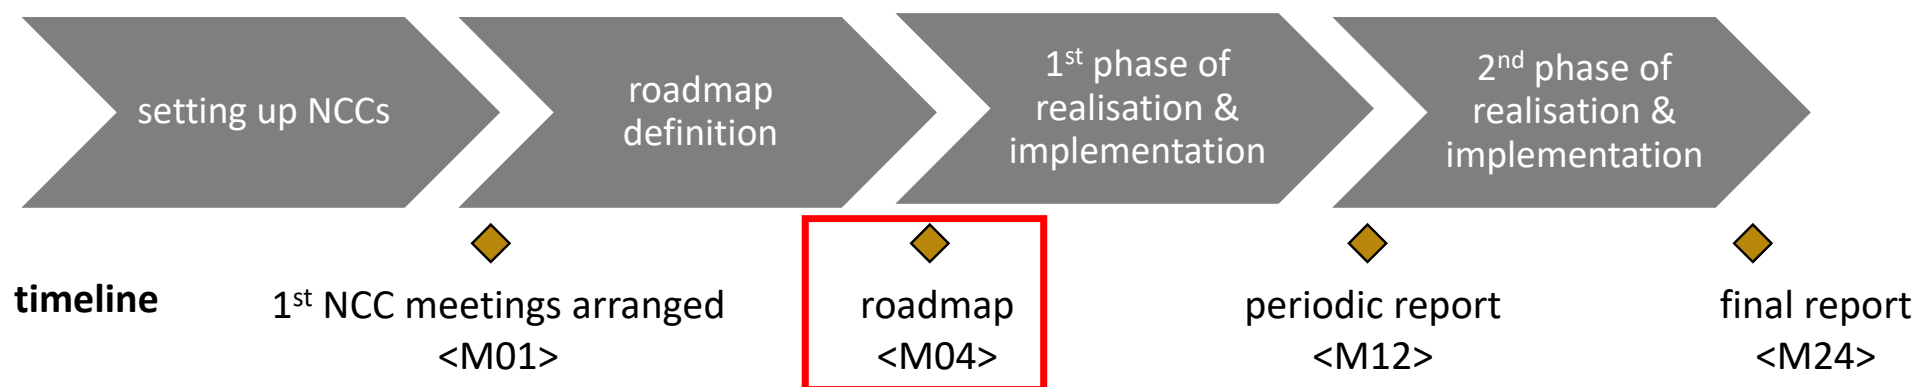 setting up NCCs
roadmap
definition
1st phase of
realisation &
implementation
2nd phase of
realisation &
implementation
timeline
1st NCC meetings arranged
<M01>
roadmap
<M04>
periodic report
<M12>
final report
<M24>